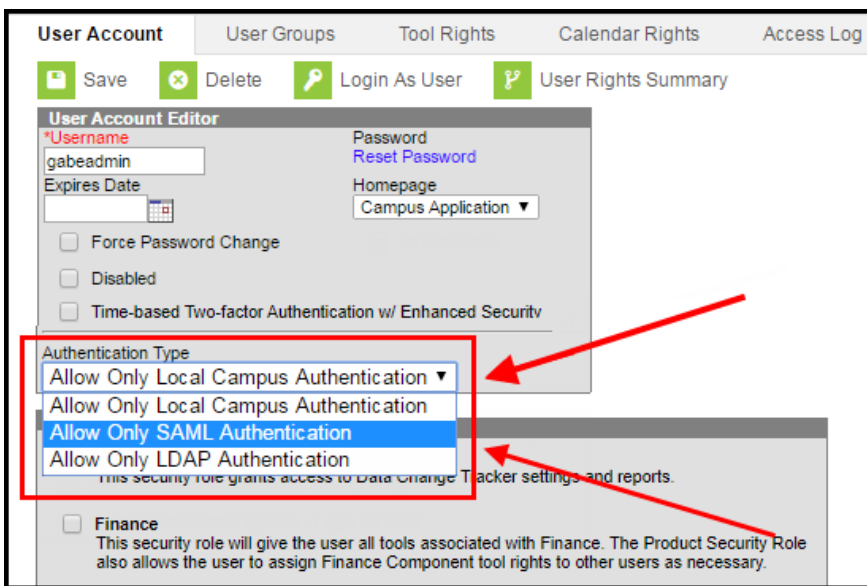 User Account User Groups Tool Rights Calendar Rights Access Log
Save Delete Login As User User Rights Summary
User Account Editor
*Username Password
gabeadmin Reset Password
Expires Date Homepage
Campus Application ▼
Force Password Change
Disabled
Time-based Two-factor Authentication w/ Enhanced Security
Authentication Type
Allow Only Local Campus Authentication ▼
Allow Only Local Campus Authentication
Allow Only SAML Authentication
Allow Only LDAP Authentication
This security role grants access to Data Change Tracker settings and reports.
Finance
This security role will give the user all tools associated with Finance. The Product Security Role
also allows the user to assign Finance Component tool rights to other users as necessary.